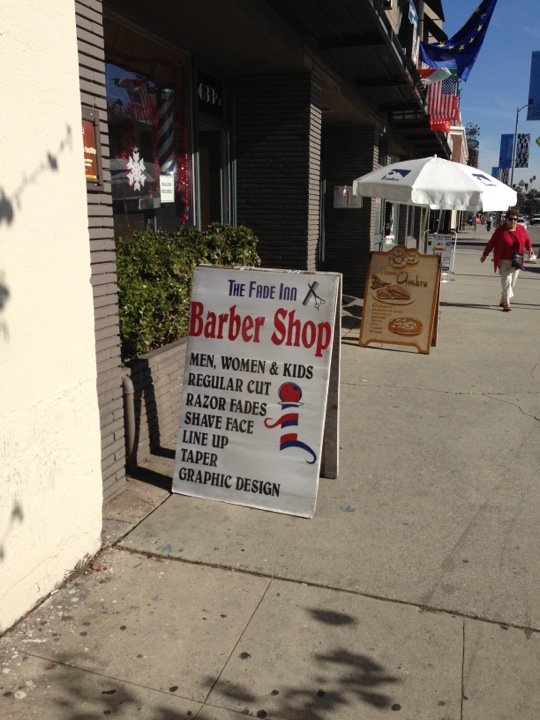 The Fade Inn
Barber Shop
MEN, WOMEN & KIDS
REGULAR CUT
RAZOR FADES
SHAVE FACE
LINE UP
TAPER
GRAPHIC DESIGN
Ambra